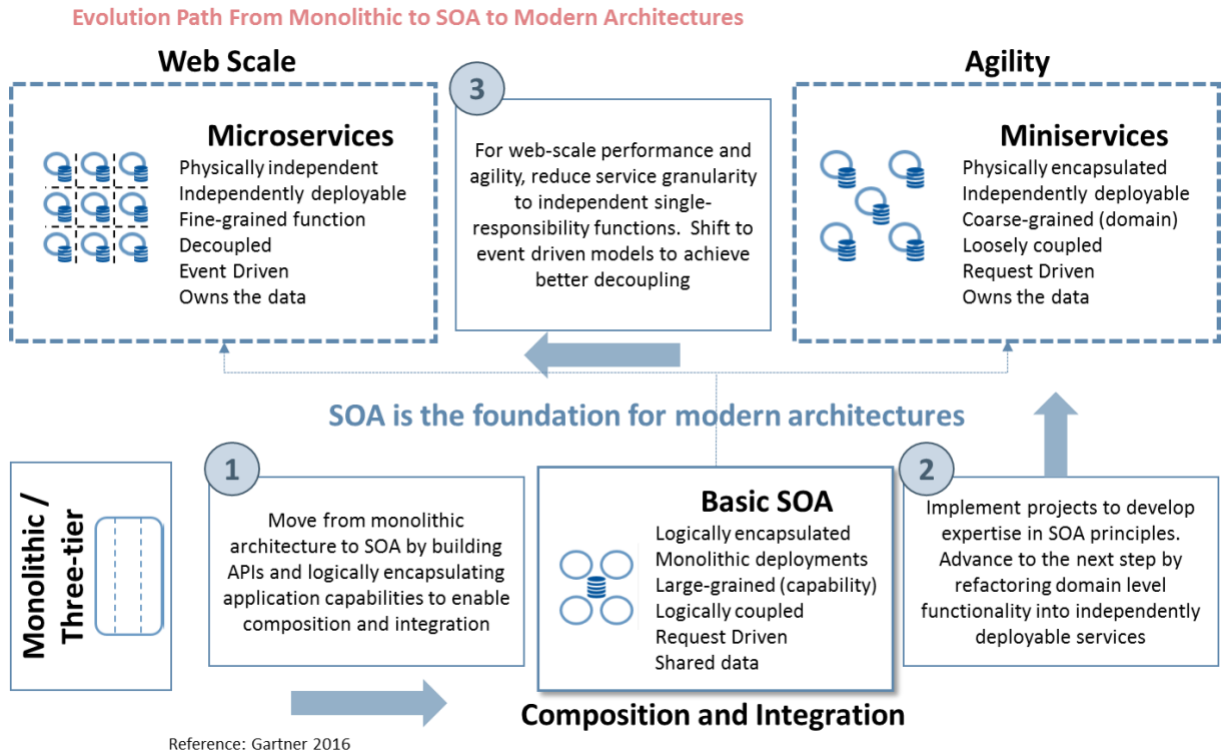 Evolution Path From Monolithic to SOA to Modern Architectures
Web Scale
Microservices
Physically independent
Independently deployable
Fine-grained function
Decoupled
Event Driven
Owns the data
3
For web-scale performance and
agility, reduce service granularity
to independent single-
responsibility functions. Shift to
event driven models to achieve
better decoupling
Agility
Miniservices
Physically encapsulated
Independently deployable
Coarse-grained (domain)
Loosely coupled
Request Driven
Owns the data
SOA is the foundation for modern architectures
Monolithic /
Three-tier
1
Move from monolithic
architecture to SOA by building
APIs and logically encapsulating
application capabilities to enable
composition and integration
Basic SOA
Logically encapsulated
Monolithic deployments
Large-grained (capability)
Logically coupled
Request Driven
Shared data
Composition and Integration
2
Implement projects to develop
expertise in SOA principles.
Advance to the next step by
refactoring domain level
functionality into independently
deployable services
Reference: Gartner 2016